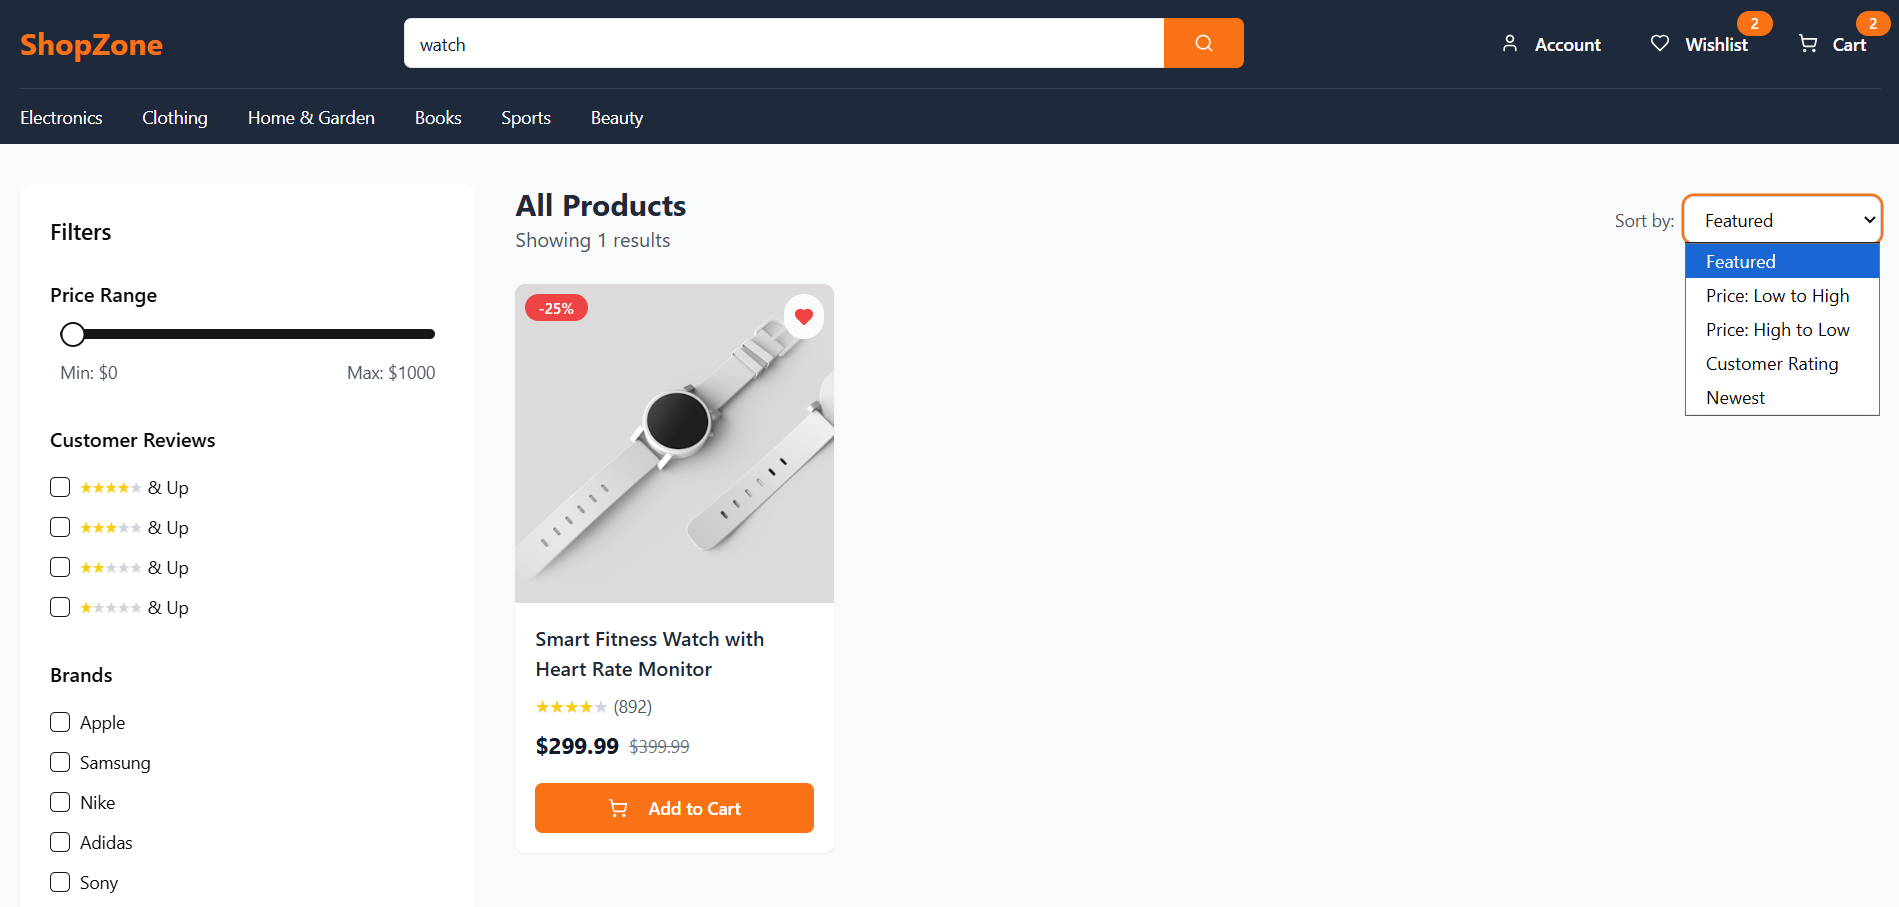 ShopZone
watch
Account
Wishlist
2
Cart
2
Electronics
Clothing
Home & Garden
Books
Sports
Beauty
Filters
Price Range
Min: $0
Max: $1000
Customer Reviews
★★★★★ & Up
★★★★★ & Up
★★★★★ & Up
★★★★★ & Up
Brands
Apple
Samsung
Nike
Adidas
Sony
All Products
Showing 1 results
Sort by:
Featured
Featured
Price: Low to High
Price: High to Low
Customer Rating
Newest
-25%
Smart Fitness Watch with
Heart Rate Monitor
★★★★★ (892)
$299.99 $399.99
Add to Cart